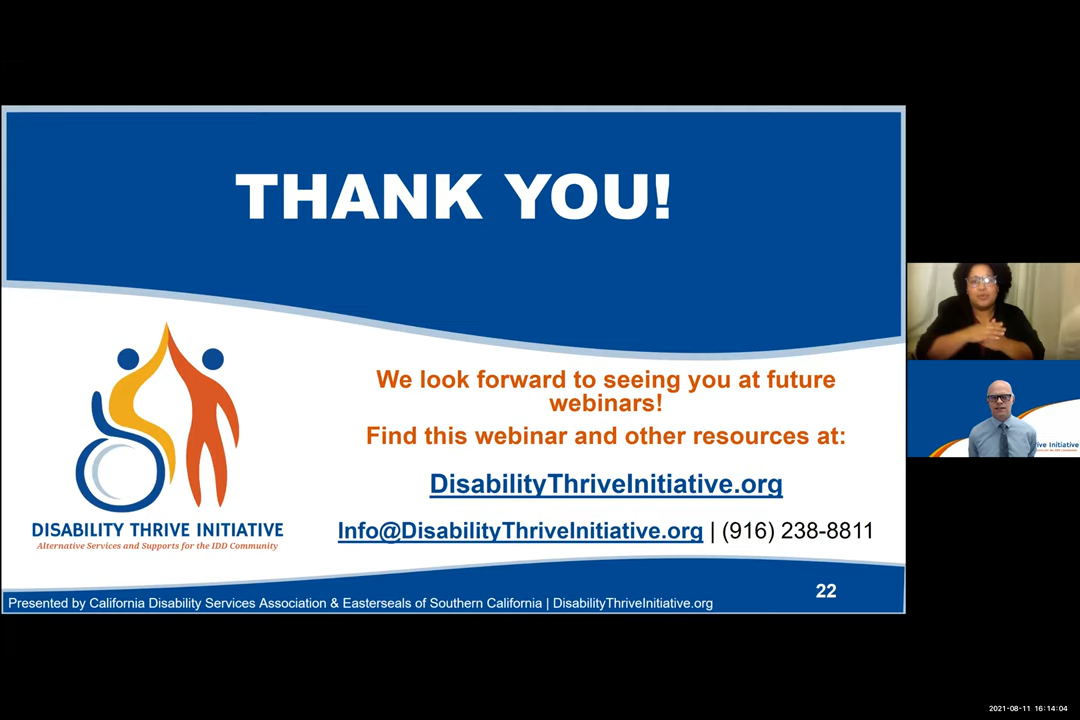 THANK YOU!
We look forward to seeing you at future
webinars!
Find this webinar and other resources at:
DisabilityThriveInitiative.org
Info@DisabilityThriveInitiative.org | (916) 238-8811
DISABILITY THRIVE INITIATIVE
Alternative Services and Supports for the IDD Community
22
Presented by California Disability Services Association & Easterseals of Southern California | DisabilityThriveInitiative.org
ive Initiative
2021-08-11 16:14:04